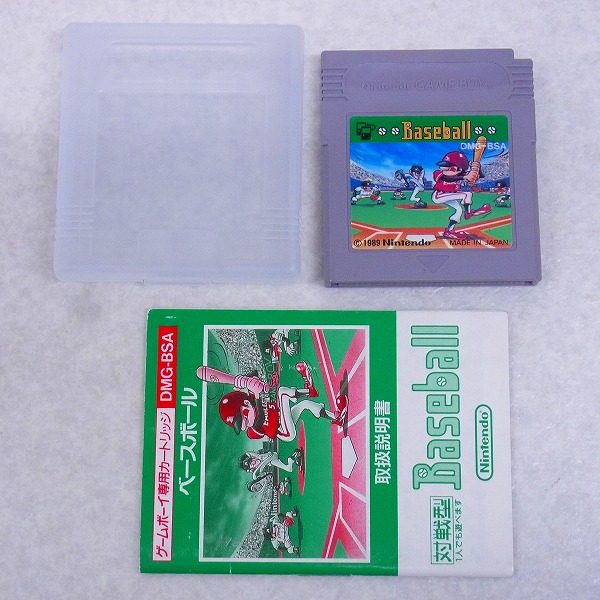 Nintendo GAME BOY
Baseball
DMG-BSA
© 1989 Nintendo
MADE IN JAPAN
Baseball
Nintendo
対戦型
1人でも遊べます
取扱説明書
ベースボール
ゲームボーイ専用カートリッジ DMG-BSA